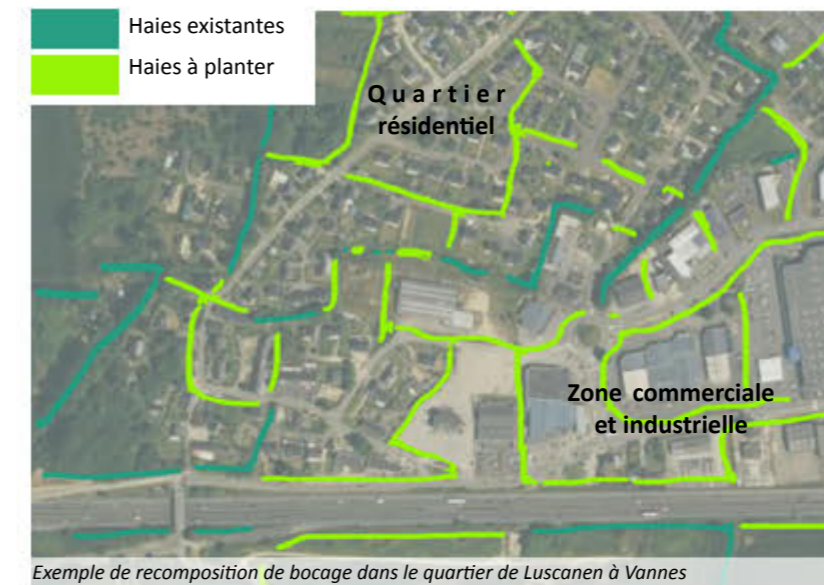 Haies existantes
Haies à planter
Quartier
résidentiel
Zone commerciale
et industrielle
Exemple de recomposition de bocage dans le quartier de Luscanen à Vannes